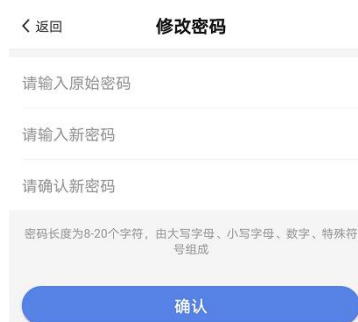 返回
修改密码
请输入原始密码
请输入新密码
请确认新密码
密码长度为8-20个字符，由大写字母、小写字母、数字、特殊符
号组成
确认